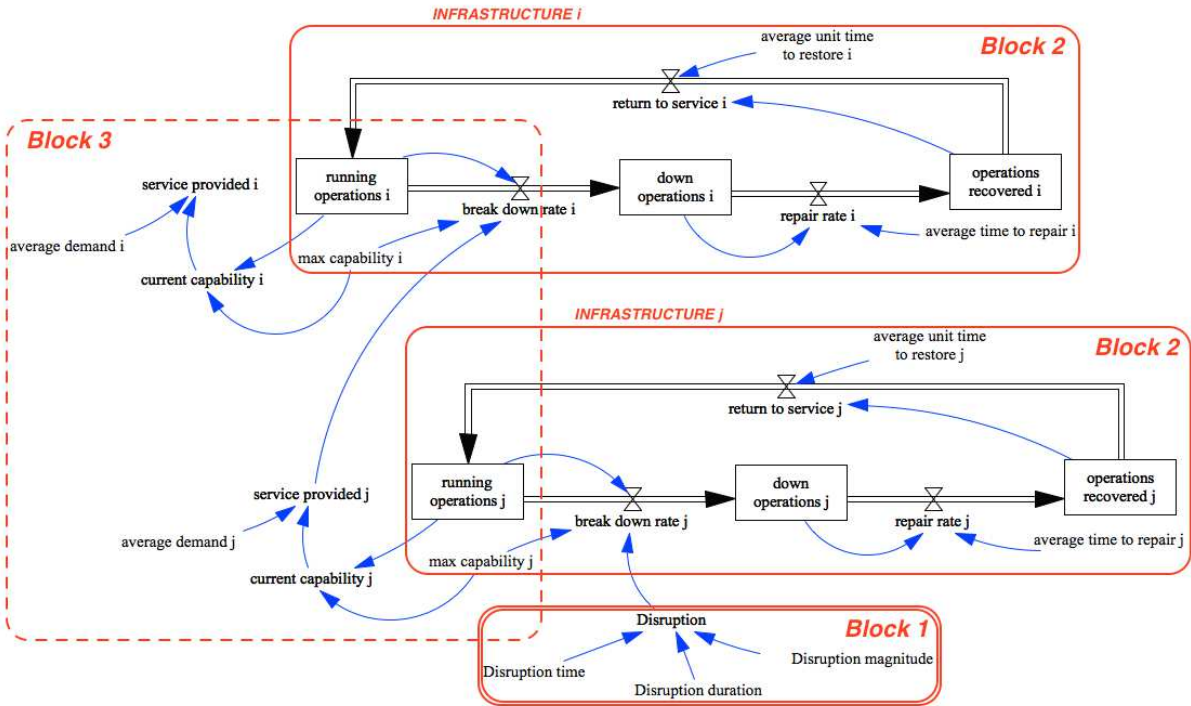 INFRASTRUCTURE i
Block 2
average unit time
to restore i
return to service i
Block 3
running
operations i
down
operations i
operations
recovered i
service provided i
break down rate i
repair rate i
average demand i
max capability i
average time to repair i
current capability i
INFRASTRUCTURE j
Block 2
average unit time
to restore j
return to service j
running
operations j
down
operations j
operations
recovered j
service provided j
break down rate j
repair rate j
average demand j
max capability j
average time to repair j
current capability j
Disruption
Block 1
Disruption time
Disruption magnitude
Disruption duration